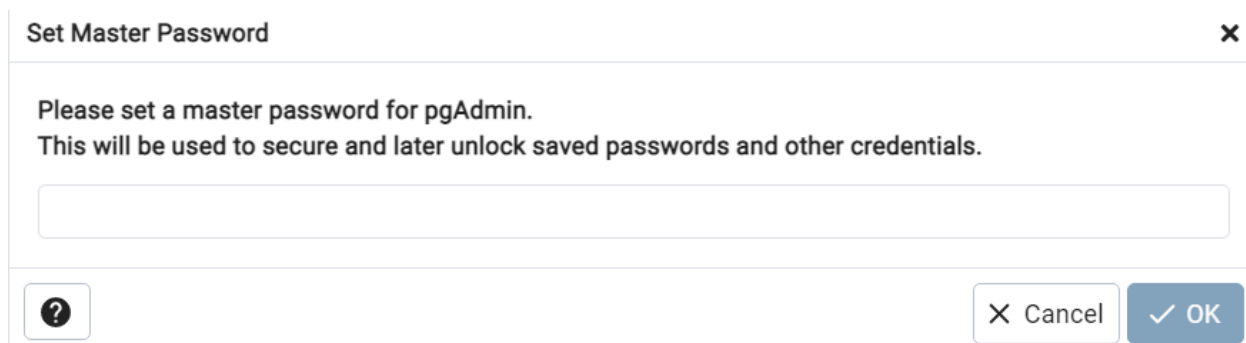 Set Master Password
Please set a master password for pgAdmin.
This will be used to secure and later unlock saved passwords and other credentials.
Cancel
OK